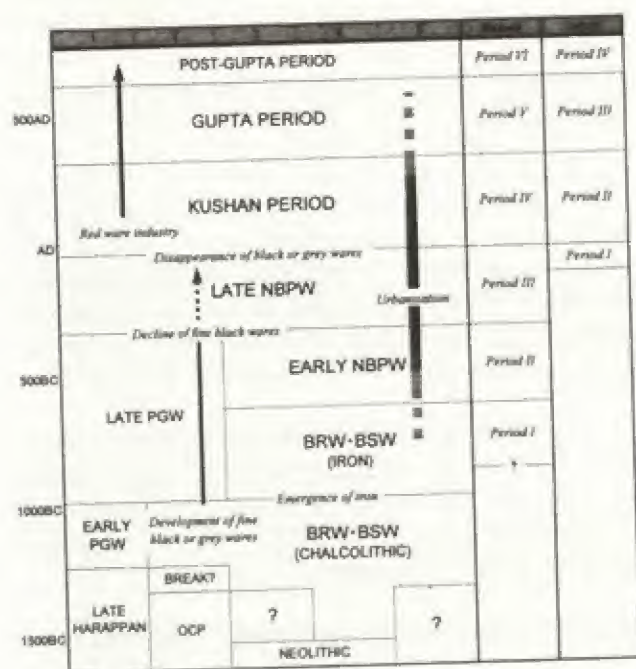 POST-GUPTA PERIOD
Period VI
Period IV
500AD
GUPTA PERIOD
Period V
Period III
KUSHAN PERIOD
Period IV
Period II
Red ware industry
AD
Disappearance of black or grey wares
Period I
LATE NBPW
Urbanisation
Period III
Decline of fine black wares
EARLY NBPW
Period II
500BC
LATE PGW
BRW·BSW
(IRON)
Period I
?
Emergence of iron
1000BC
EARLY
PGW
Development of fine
black or grey wares
BRW·BSW
(CHALCOLITHIC)
BREAK?
LATE
HARAPPAN
OCP
?
?
1500BC
NEOLITHIC